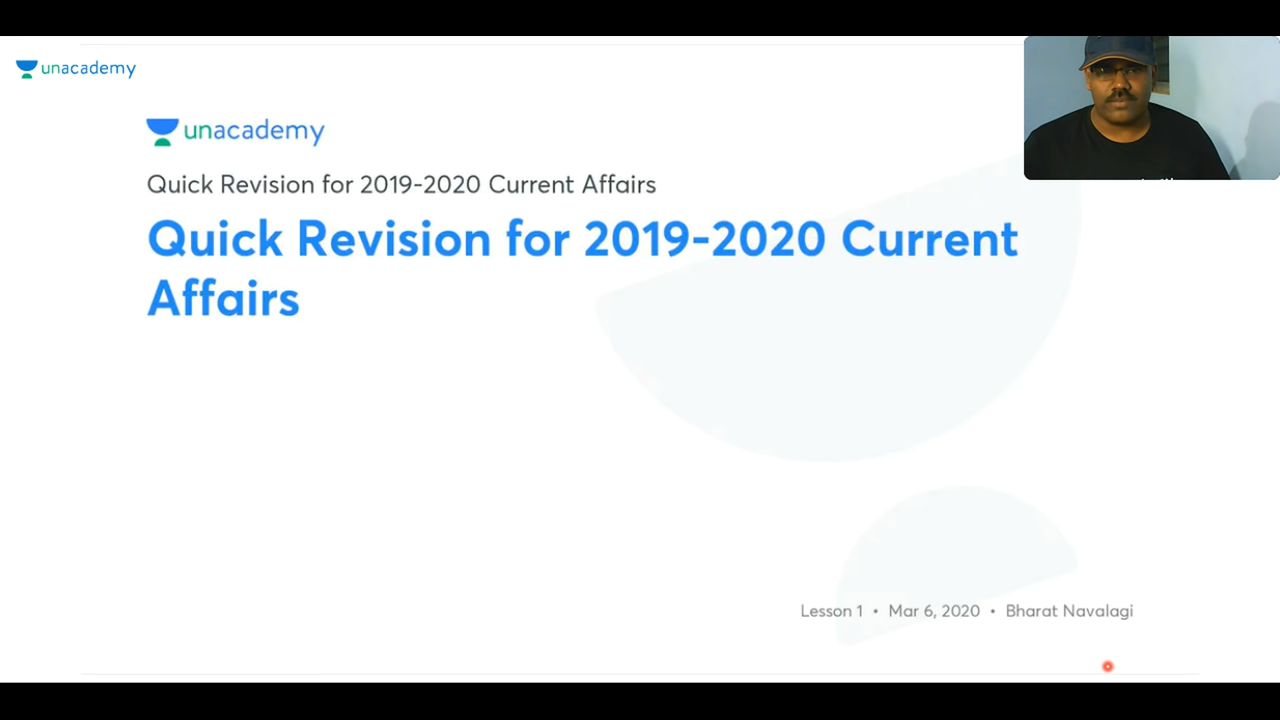 unacademy
unacademy
Quick Revision for 2019-2020 Current Affairs
Quick Revision for 2019-2020 Current
Affairs
Lesson 1 • Mar 6, 2020 • Bharat Navalagi